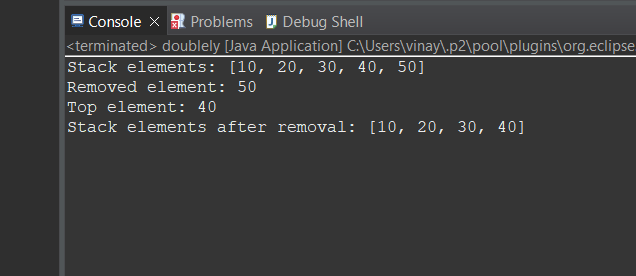 Console × Problems Debug Shell
<terminated> doublely [Java Application] C:\Users\vinay\.p2\pool\plugins\org.eclipse
Stack elements: [10, 20, 30, 40, 50]
Removed element: 50
Top element: 40
Stack elements after removal: [10, 20, 30, 40]